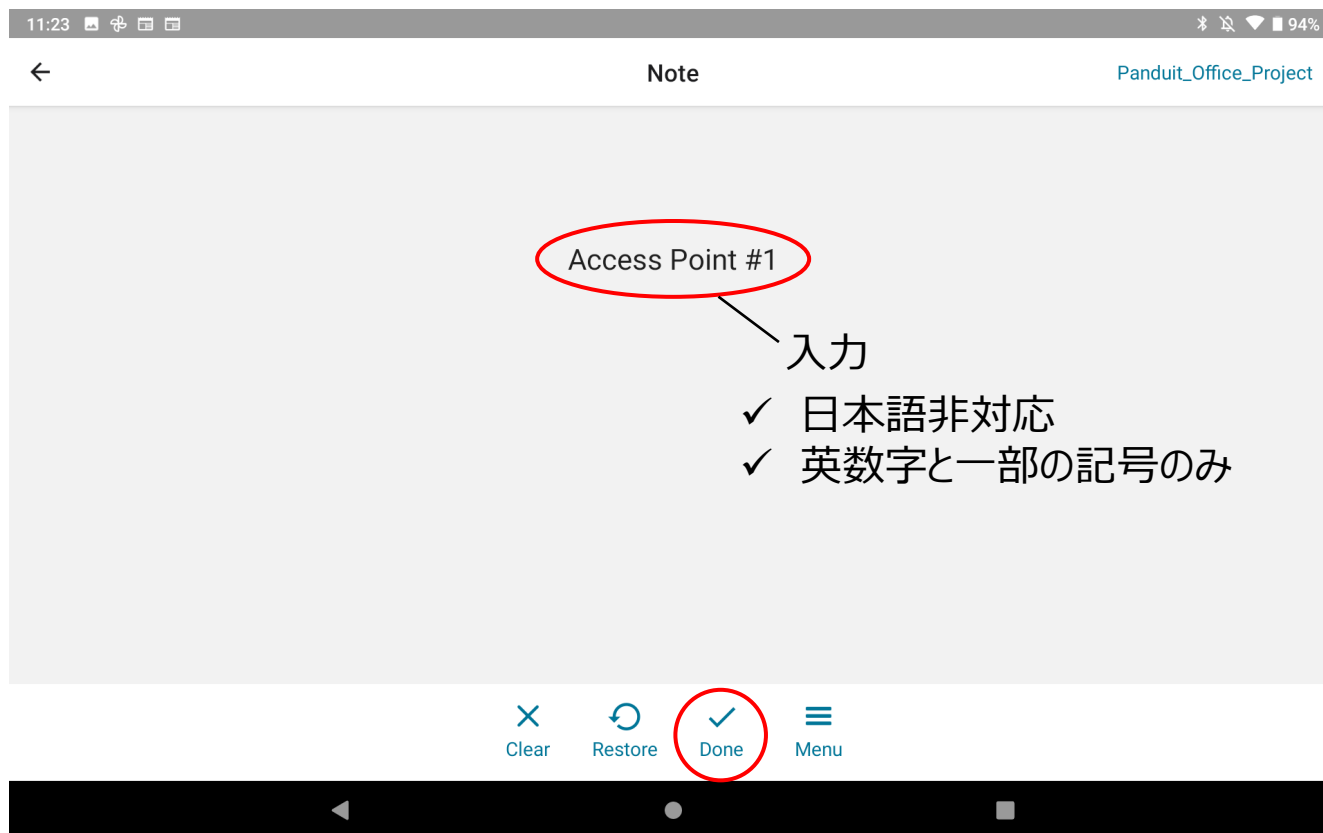 11:23 94%
Note Panduit_Office_Project
Access Point #1
入力
✓ 日本語非対応
✓ 英数字と一部の記号のみ
Clear Restore Done Menu